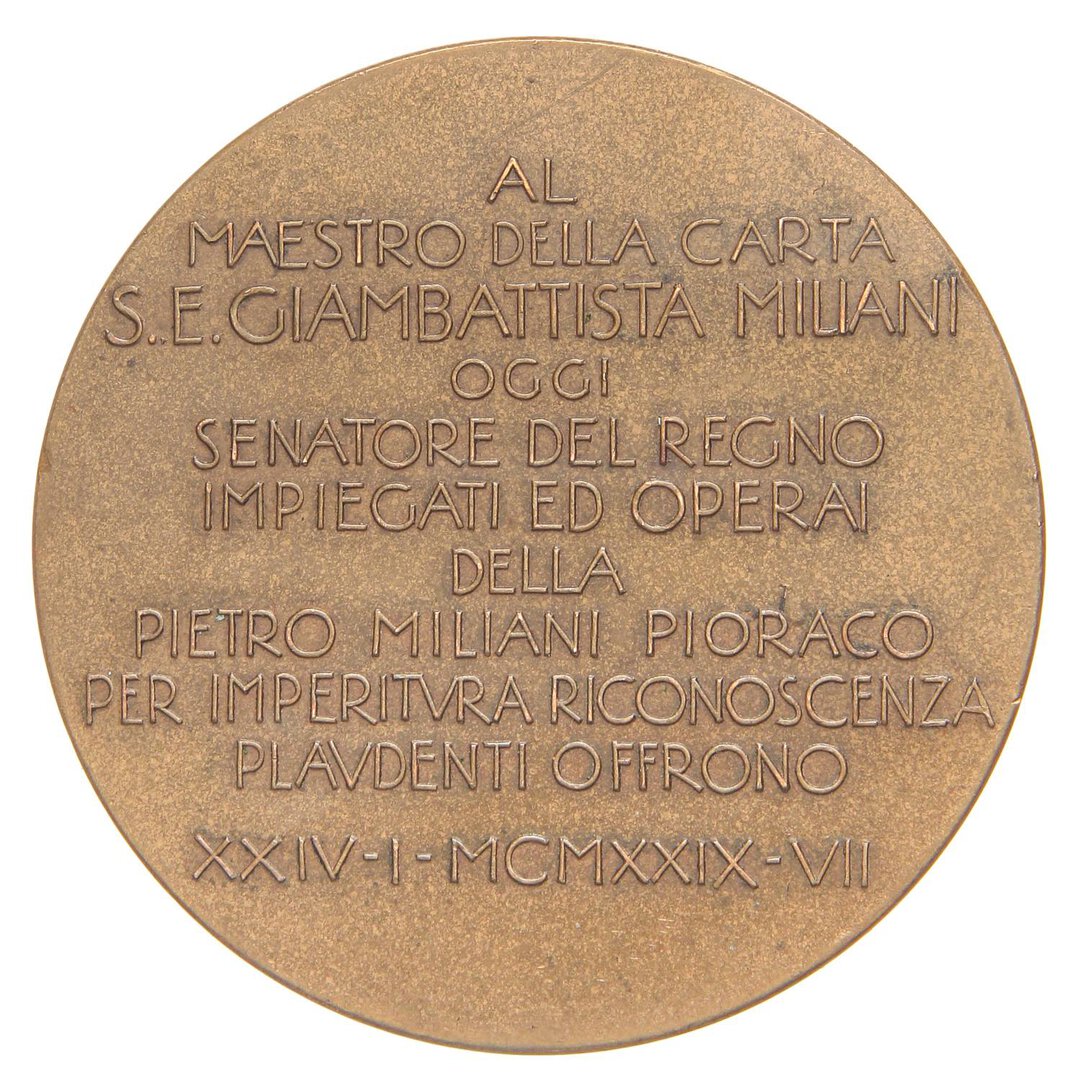 AL
MAESTRO DELLA CARTA
S..E. GIAMBATTISTA MILIANI
OGGI
SENATORE DEL REGNO
IMPIEGATI ED OPERAI
DELLA
PIETRO MILIANI PIORACO
PER IMPERITVRA RICONOSCENZA
PLAVDENTI OFFRONO
XXIV-I-MCMXXIX-VII